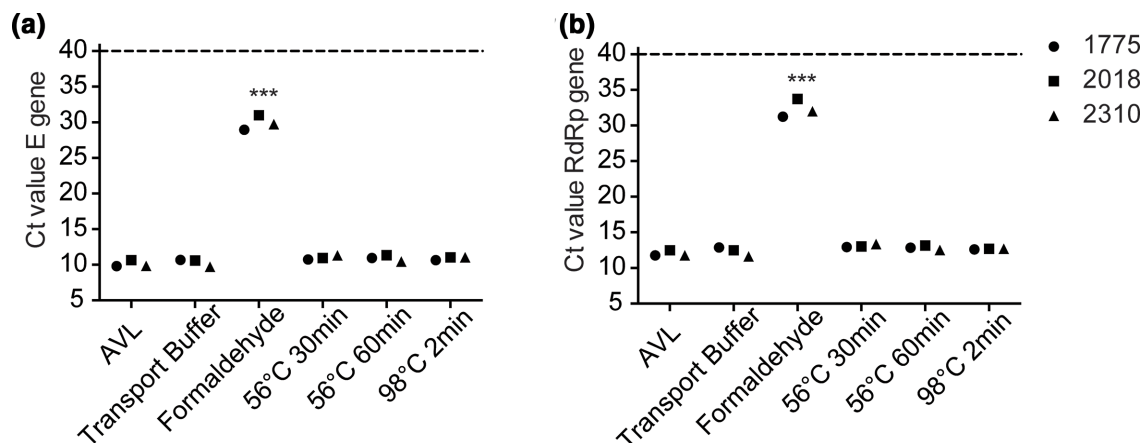 (a)
Ct value E gene
40
35
30
25
20
15
10
5
***
AVL
Transport Buffer
Formaldehyde
56°C 30min
56°C 60min
98°C 2min
(b)
Ct value RdRp gene
40
35
30
25
20
15
10
5
***
AVL
Transport Buffer
Formaldehyde
56°C 30min
56°C 60min
98°C 2min
1775
2018
2310